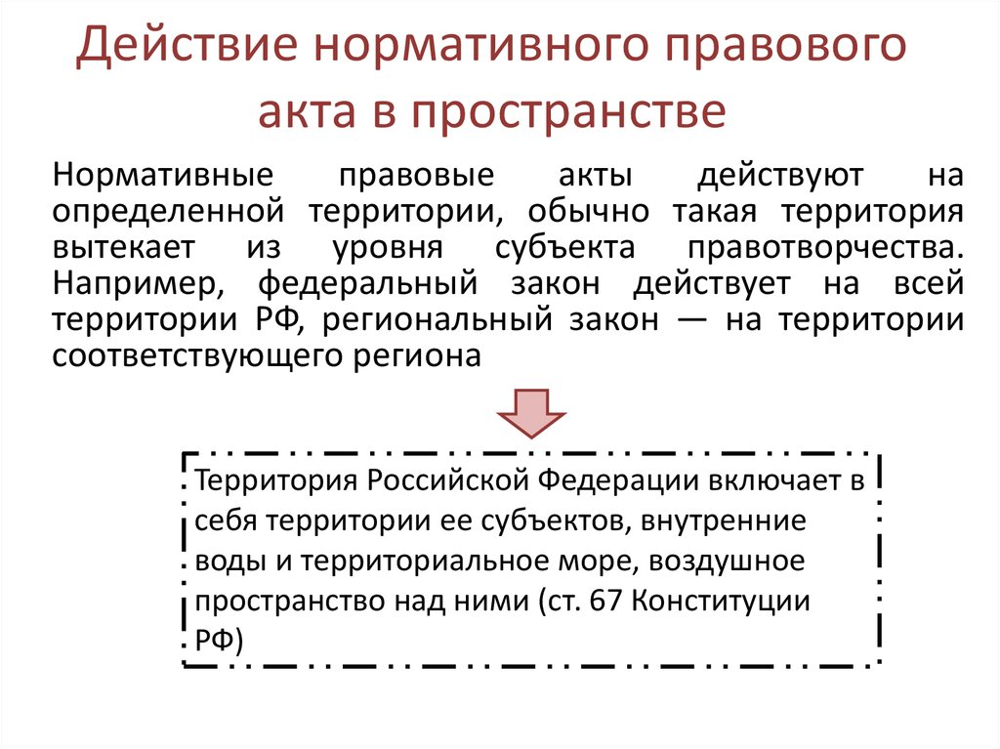 Действие нормативного правового
акта в пространстве
Нормативные правовые акты действуют на
определенной территории, обычно такая территория
вытекает из уровня субъекта правотворчества.
Например, федеральный закон действует на всей
территории РФ, региональный закон — на территории
соответствующего региона
Территория Российской Федерации включает в
себя территории ее субъектов, внутренние
воды и территориальное море, воздушное
пространство над ними (ст. 67 Конституции
РФ)